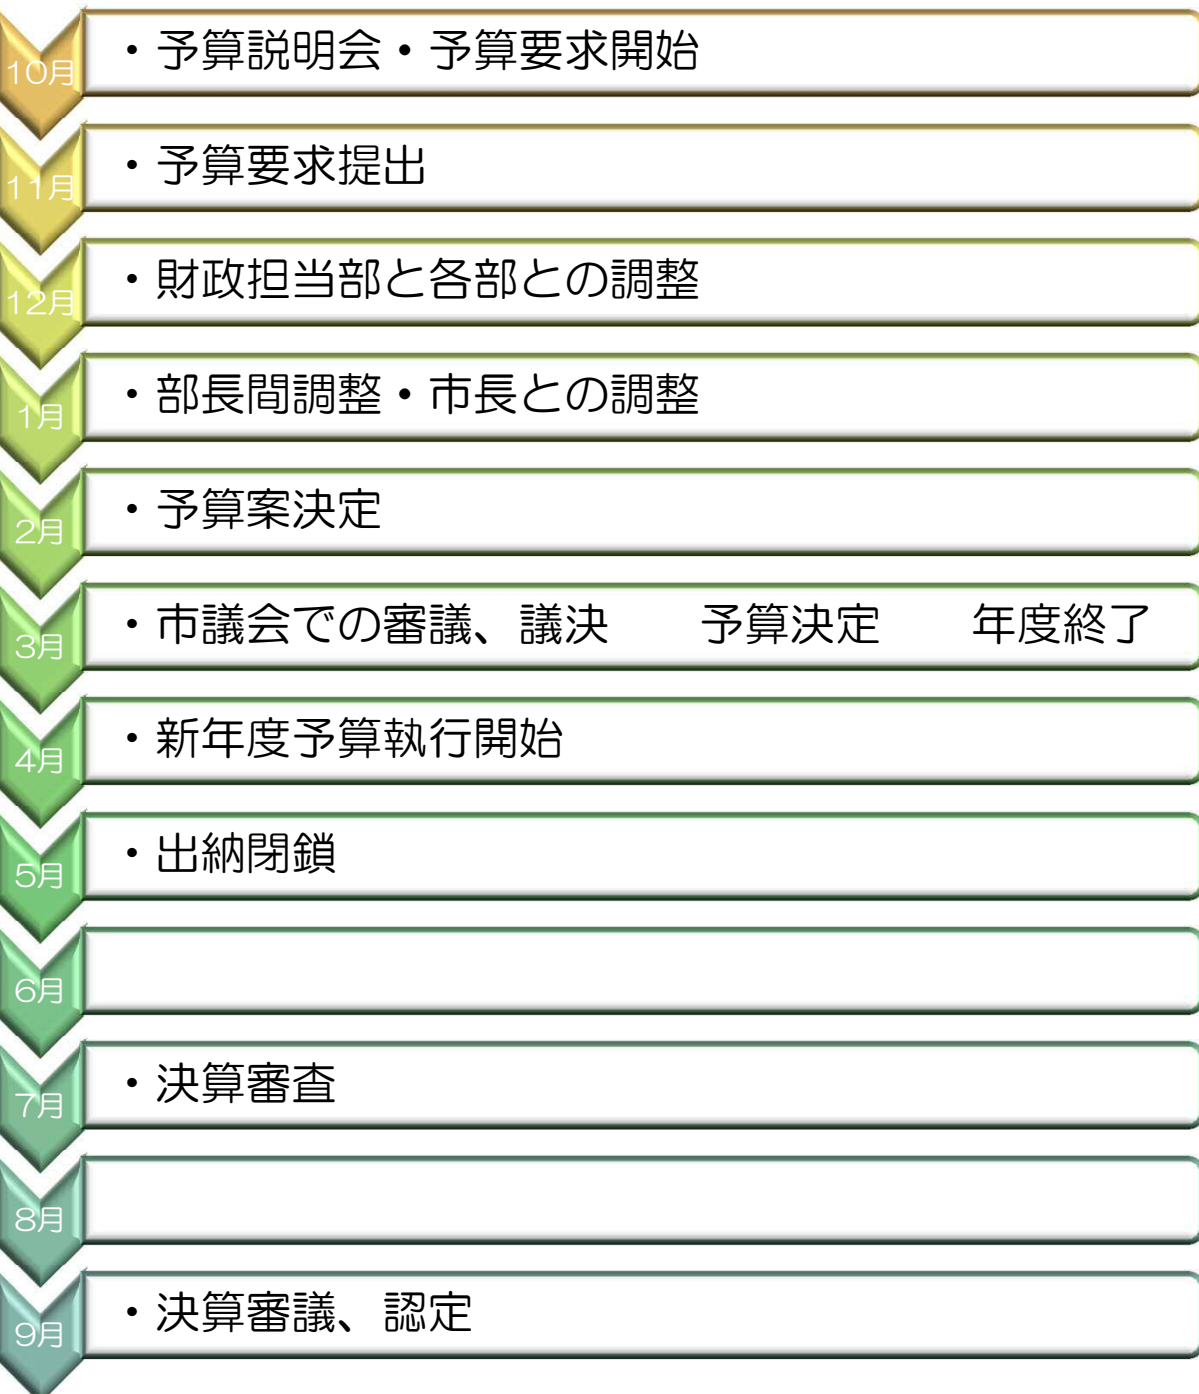 10月
・予算説明会・予算要求開始
11月
・予算要求提出
12月
・財政担当部と各部との調整
1月
・部長間調整・市長との調整
2月
・予算案決定
3月
・市議会での審議、議決　　予算決定　　年度終了
4月
・新年度予算執行開始
5月
・出納閉鎖
6月
7月
・決算審査
8月
9月
・決算審議、認定